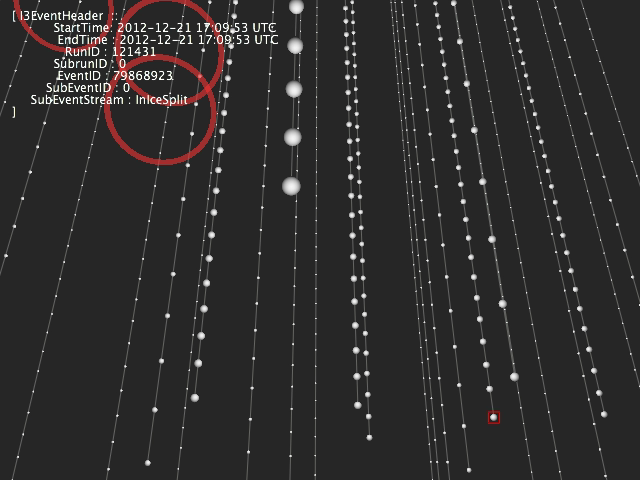 [ I3EventHeader ::
StartTime: 2012-12-21 17:09:53 UTC
EndTime : 2012-12-21 17:09:53 UTC
RunID : 121431
SubrunID : 0
EventID : 79868923
SubEventID : 0
SubEventStream : InIceSplit
]